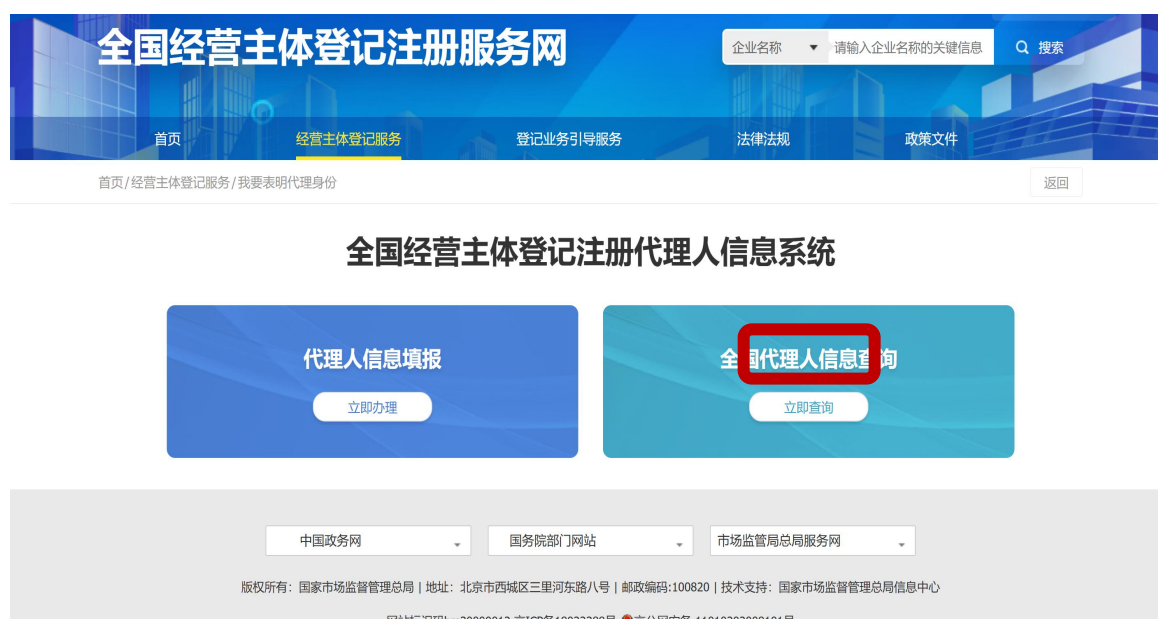 全国经营主体登记注册服务网
企业名称 请输入企业名称的关键信息 搜索
首页 经营主体登记服务 登记业务引导服务 法律法规 政策文件
首页/经营主体登记服务/我要表明代理身份 返回
全国经营主体登记注册代理人信息系统
代理人信息填报 全国代理人信息查询
立即办理 立即查询
中国政务网 国务院部门网站 市场监管局总局服务网
版权所有：国家市场监督管理总局 | 地址：北京市西城区三里河东路八号 | 邮政编码:100820 | 技术支持：国家市场监督管理总局信息中心